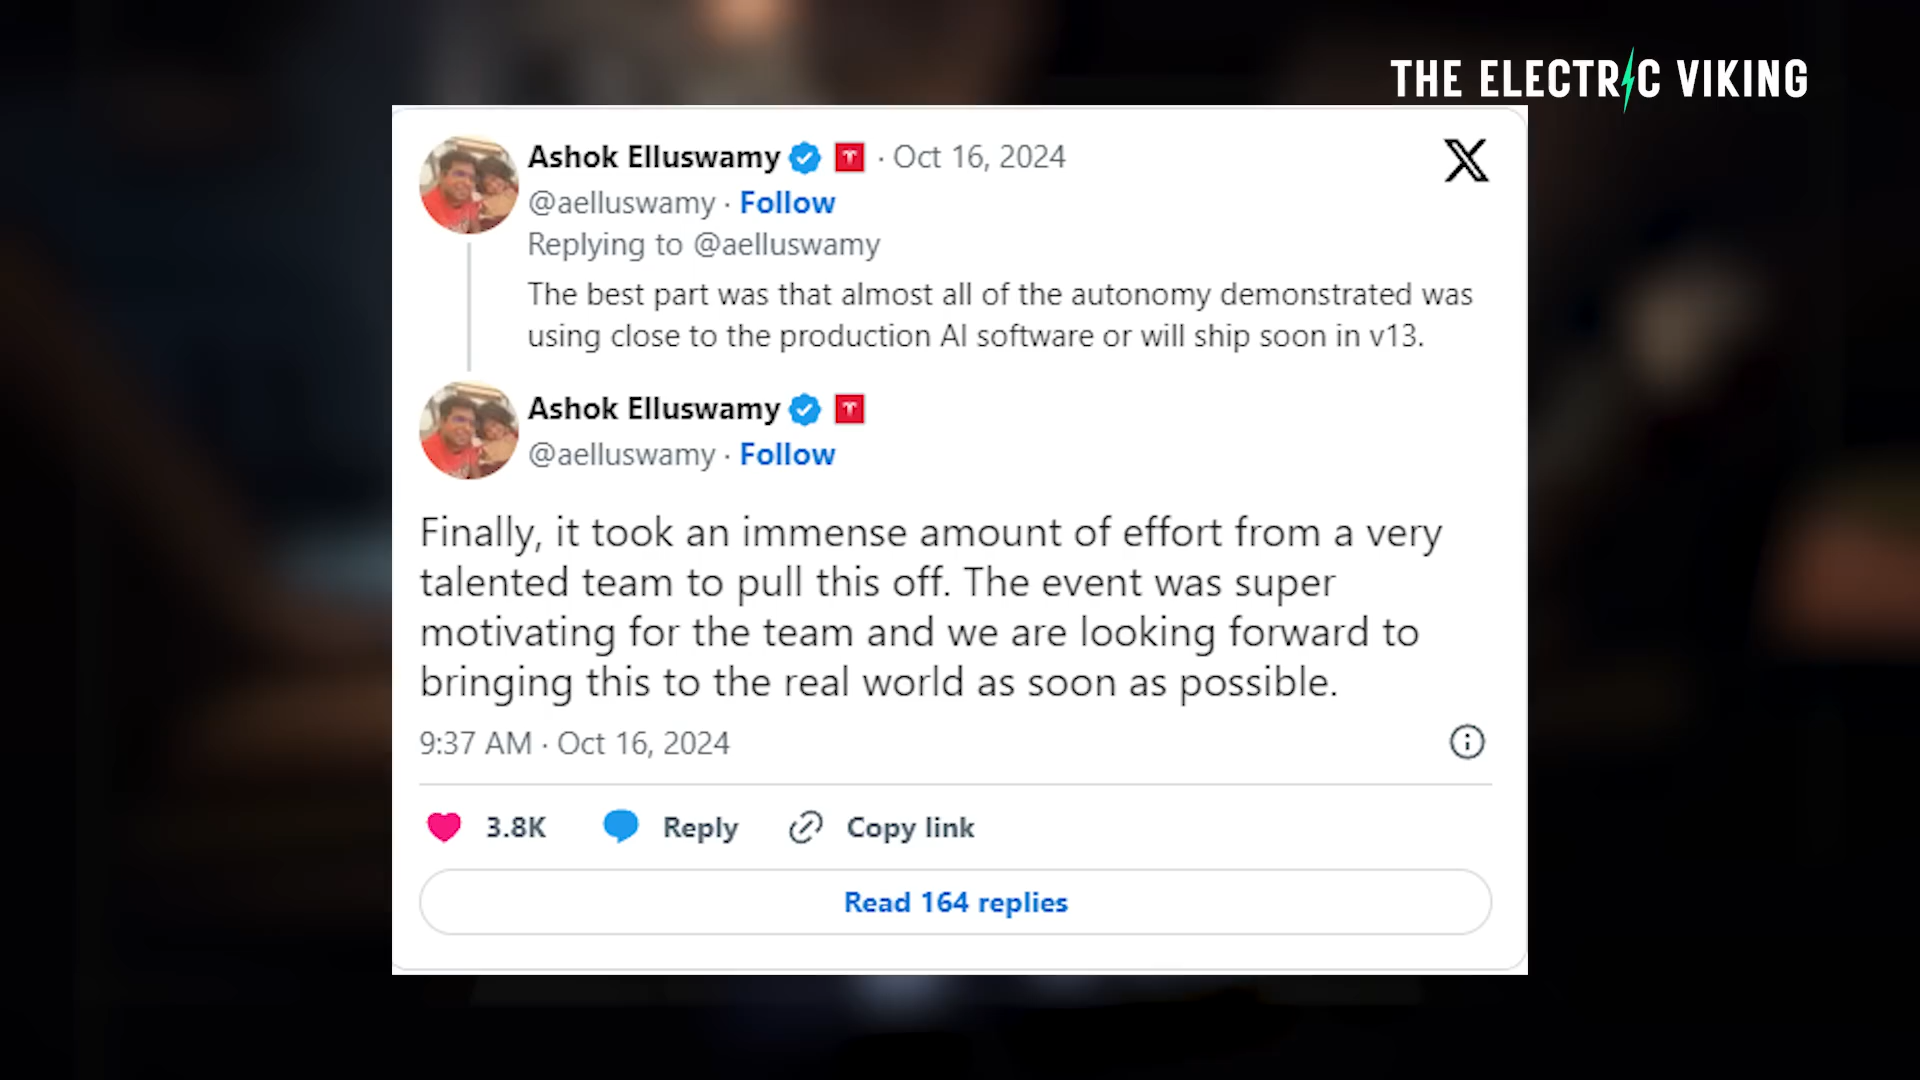 THE ELECTRIC VIKING
Ashok Elluswamy · Oct 16, 2024
@aelluswamy · Follow
Replying to @aelluswamy
The best part was that almost all of the autonomy demonstrated was
using close to the production AI software or will ship soon in v13.
Ashok Elluswamy
@aelluswamy · Follow
Finally, it took an immense amount of effort from a very
talented team to pull this off. The event was super
motivating for the team and we are looking forward to
bringing this to the real world as soon as possible.
9:37 AM · Oct 16, 2024
3.8K Reply Copy link
Read 164 replies